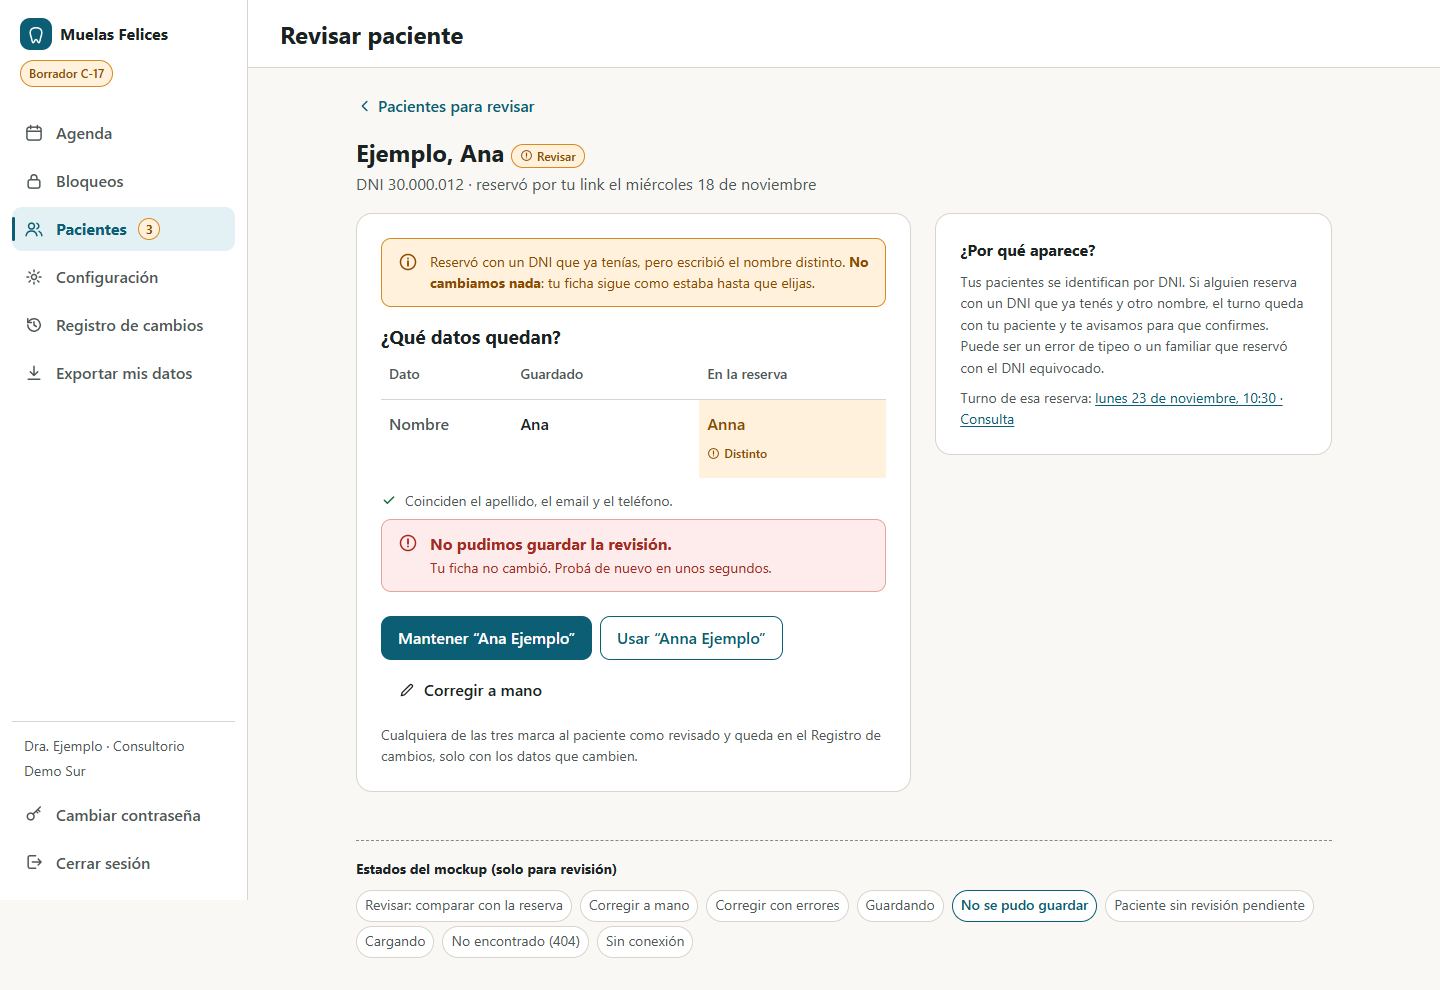 Muelas Felices
Borrador C-17
Agenda
Bloqueos
Pacientes 3
Configuración
Registro de cambios
Exportar mis datos
Dra. Ejemplo · Consultorio
Demo Sur
Cambiar contraseña
Cerrar sesión
Revisar paciente
Pacientes para revisar
Ejemplo, Ana Revisar
DNI 30.000.012 · reservó por tu link el miércoles 18 de noviembre
Reservó con un DNI que ya tenías, pero escribió el nombre distinto. No
cambiamos nada: tu ficha sigue como estaba hasta que elijas.
¿Qué datos quedan?
Dato Guardado En la reserva
Nombre Ana Anna
Distinto
Coinciden el apellido, el email y el teléfono.
No pudimos guardar la revisión.
Tu ficha no cambió. Probá de nuevo en unos segundos.
Mantener “Ana Ejemplo” Usar “Anna Ejemplo”
Corregir a mano
Cualquiera de las tres marca al paciente como revisado y queda en el Registro de
cambios, solo con los datos que cambien.
¿Por qué aparece?
Tus pacientes se identifican por DNI. Si alguien reserva
con un DNI que ya tenés y otro nombre, el turno queda
con tu paciente y te avisamos para que confirmes.
Puede ser un error de tipeo o un familiar que reservó
con el DNI equivocado.
Turno de esa reserva: lunes 23 de noviembre, 10:30 ·
Consulta
Estados del mockup (solo para revisión)
Revisar: comparar con la reserva Corregir a mano Corregir con errores Guardando No se pudo guardar Paciente sin revisión pendiente
Cargando No encontrado (404) Sin conexión